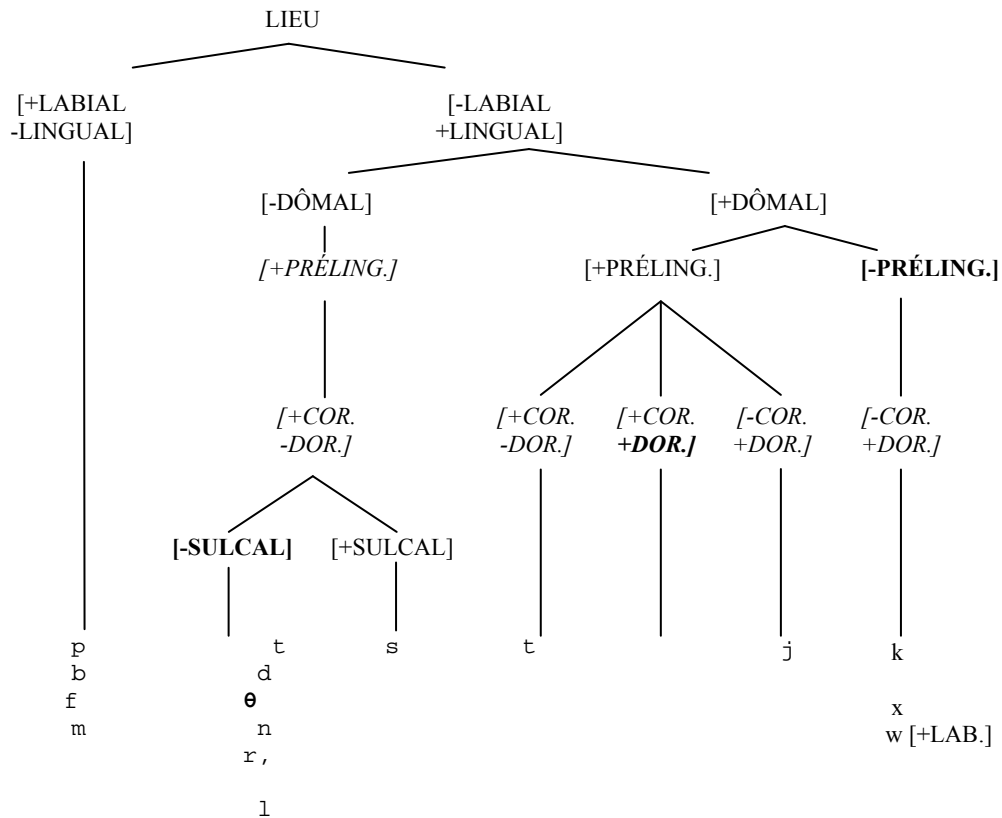 LIEU
[+LABIAL [-LABIAL
-LINGUAL] +LINGUAL]
[-DÔMAL] [+DÔMAL]
[+PRÉLING.] [+PRÉLING.] [-PRÉLING.]
[+COR. [+COR. [+COR. [-COR. [-COR.
-DOR.] -DOR.] +DOR.] +DOR.] +DOR.]
[-SULCAL] [+SULCAL]
p t s t j k
b d
f θ x
m n w [+LAB.]
r,
l